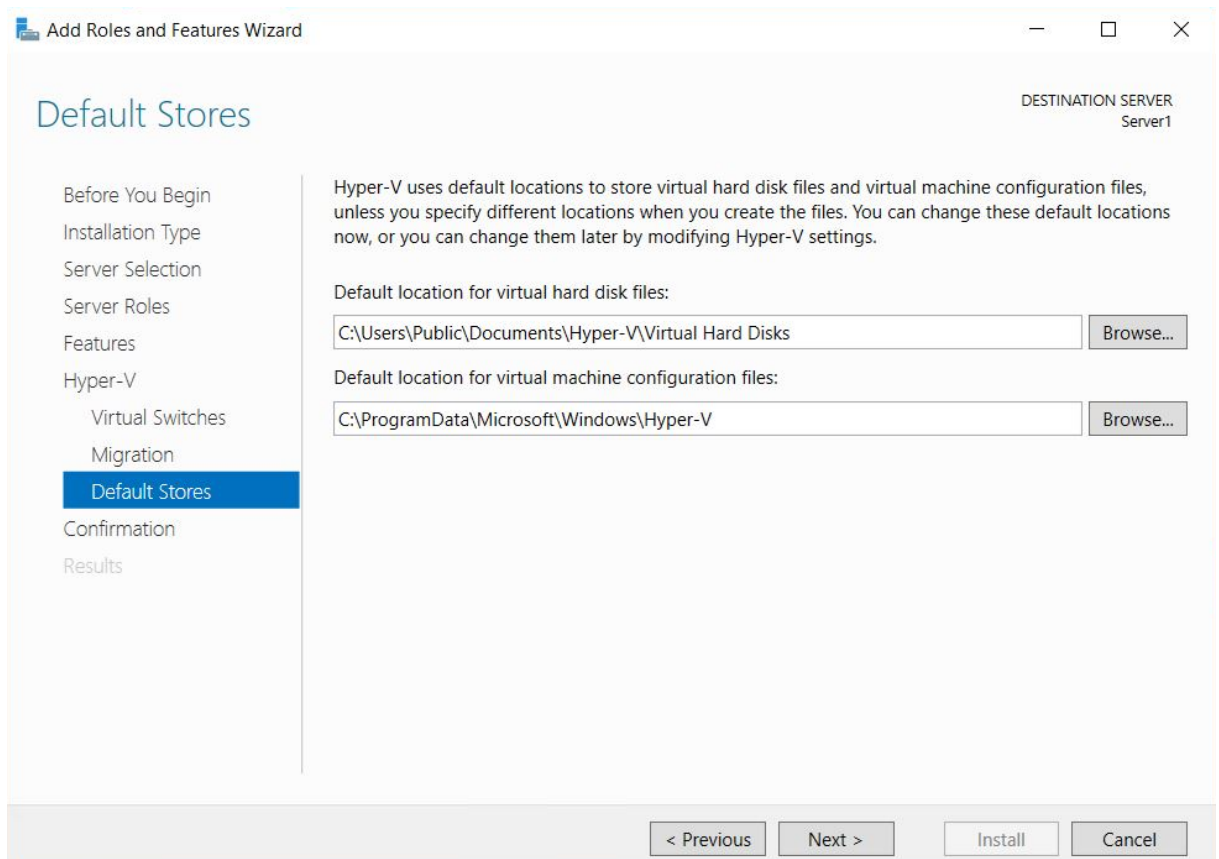 Add Roles and Features Wizard
Default Stores
DESTINATION SERVER
Server1
Before You Begin
Installation Type
Server Selection
Server Roles
Features
Hyper-V
Virtual Switches
Migration
Default Stores
Confirmation
Results
Hyper-V uses default locations to store virtual hard disk files and virtual machine configuration files,
unless you specify different locations when you create the files. You can change these default locations
now, or you can change them later by modifying Hyper-V settings.
Default location for virtual hard disk files:
C:\Users\Public\Documents\Hyper-V\Virtual Hard Disks
Browse...
Default location for virtual machine configuration files:
C:\ProgramData\Microsoft\Windows\Hyper-V
Browse...
< Previous
Next >
Install
Cancel